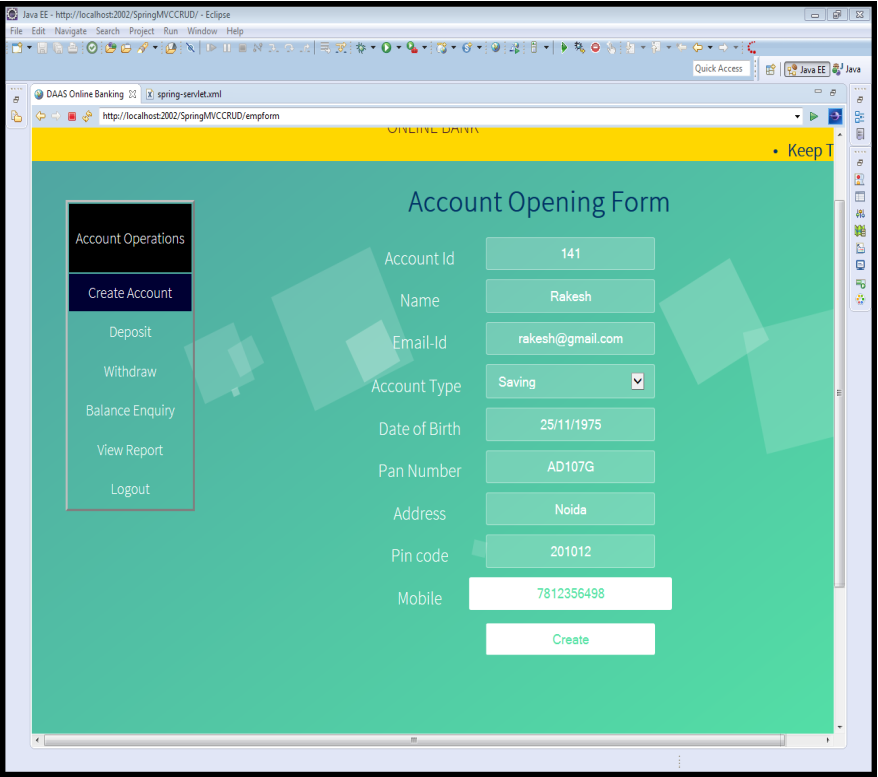 Java EE - http://localhost:2002/SpringMVCCRUD/ - Eclipse
File Edit Navigate Search Project Run Window Help
Quick Access Java EE Java
DAAS Online Banking spring-servlet.xml
http://localhost:2002/SpringMVCCRUD/empform
ONLINE BANK
• Keep T
Account Opening Form
Account Operations
Create Account
Deposit
Withdraw
Balance Enquiry
View Report
Logout
Account Id 141
Name Rakesh
Email-Id rakesh@gmail.com
Account Type Saving
Date of Birth 25/11/1975
Pan Number AD107G
Address Noida
Pin code 201012
Mobile 7812356498
Create